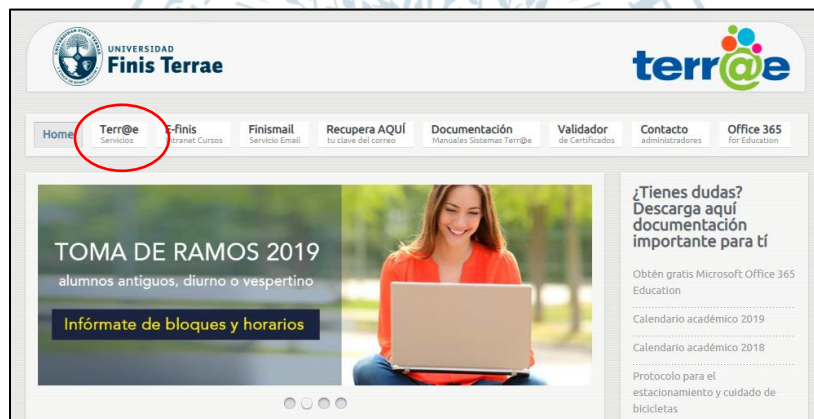 UNIVERSIDAD
Finis Terrae
terr@e
Home
Terr@e
Servicios
E-finis
Intranet Cursos
Finismail
Servicio Email
Recupera AQUÍ
tu clave del correo
Documentación
Manuales Sistemas Terr@e
Validador
de Certificados
Contacto
administradores
Office 365
for Education
TOMA DE RAMOS 2019
alumnos antiguos, diurno o vespertino
Infórmate de bloques y horarios
¿Tienes dudas?
Descarga aquí
documentación
importante para tí
Obtén gratis Microsoft Office 365
Education
Calendario académico 2019
Calendario académico 2018
Protocolo para el
estacionamiento y cuidado de
bicicletas